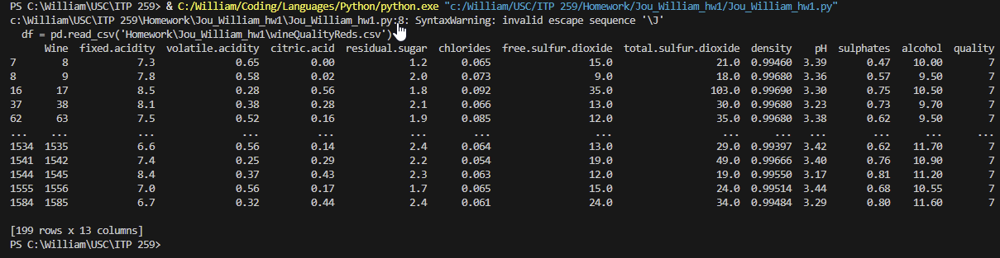 PS C:\William\USC\ITP 259> & C:/William/Coding/Languages/Python/python.exe "c:/William/USC/ITP 259/Homework/Jou_William_hw1/Jou_William_hw1.py"
c:\William\USC\ITP 259\Homework\Jou_William_hw1\Jou_William_hw1.py:8: SyntaxWarning: invalid escape sequence '\J'
  df = pd.read_csv('Homework\Jou_William_hw1\wineQualityReds.csv')
      Wine  fixed.acidity  volatile.acidity  citric.acid  residual.sugar  chlorides  free.sulfur.dioxide  total.sulfur.dioxide  density    pH  sulphates  alcohol  quality
7        8            7.3              0.65         0.00             1.2      0.065                 15.0                  21.0  0.99460  3.39       0.47    10.00        7
8        9            7.8              0.58         0.02             2.0      0.073                  9.0                  18.0  0.99680  3.36       0.57     9.50        7
16      17            8.5              0.28         0.56             1.8      0.092                 35.0                 103.0  0.99690  3.30       0.75    10.50        7
37      38            8.1              0.38         0.28             2.1      0.066                 13.0                  30.0  0.99680  3.23       0.73     9.70        7
62      63            7.5              0.52         0.16             1.9      0.085                 12.0                  35.0  0.99680  3.38       0.62     9.50        7
...    ...            ...               ...          ...             ...        ...                  ...                   ...      ...   ...        ...      ...      ...
1534  1535            6.6              0.56         0.14             2.4      0.064                 13.0                  29.0  0.99397  3.42       0.62    11.70        7
1541  1542            7.4              0.25         0.29             2.2      0.054                 19.0                  49.0  0.99666  3.40       0.76    10.90        7
1544  1545            8.4              0.37         0.43             2.3      0.063                 12.0                  19.0  0.99550  3.17       0.81    11.20        7
1555  1556            7.0              0.56         0.17             1.7      0.065                 15.0                  24.0  0.99514  3.44       0.68    10.55        7
1584  1585            6.7              0.32         0.44             2.4      0.061                 24.0                  34.0  0.99484  3.29       0.80    11.60        7
[199 rows x 13 columns]
PS C:\William\USC\ITP 259>